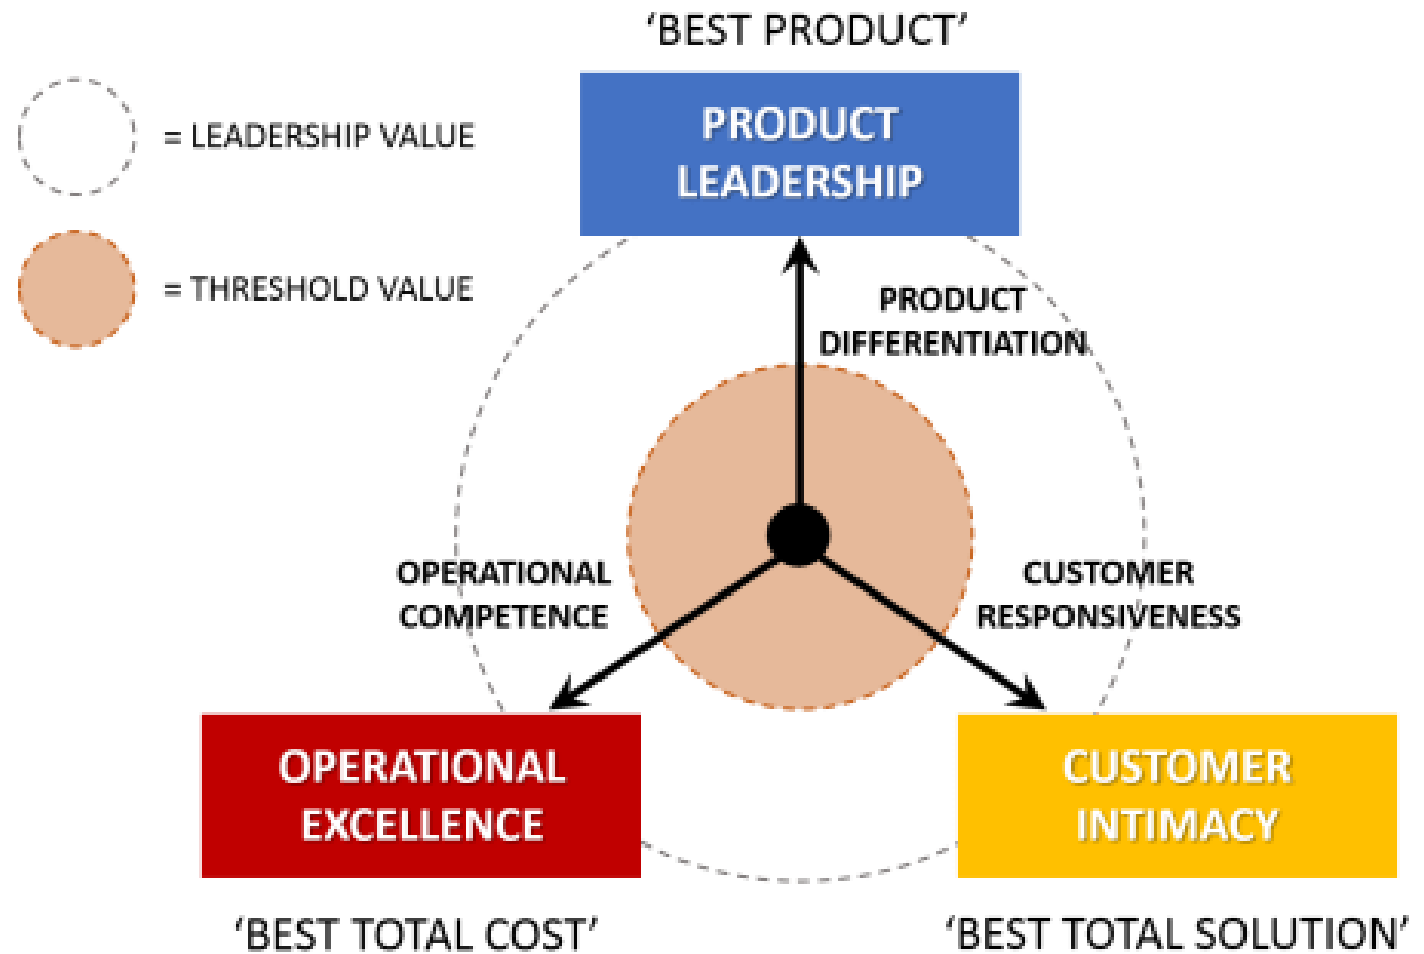 ‘BEST PRODUCT’
PRODUCT
LEADERSHIP
= LEADERSHIP VALUE
= THRESHOLD VALUE
PRODUCT
DIFFERENTIATION
OPERATIONAL
COMPETENCE
CUSTOMER
RESPONSIVENESS
OPERATIONAL
EXCELLENCE
CUSTOMER
INTIMACY
‘BEST TOTAL COST’
‘BEST TOTAL SOLUTION’